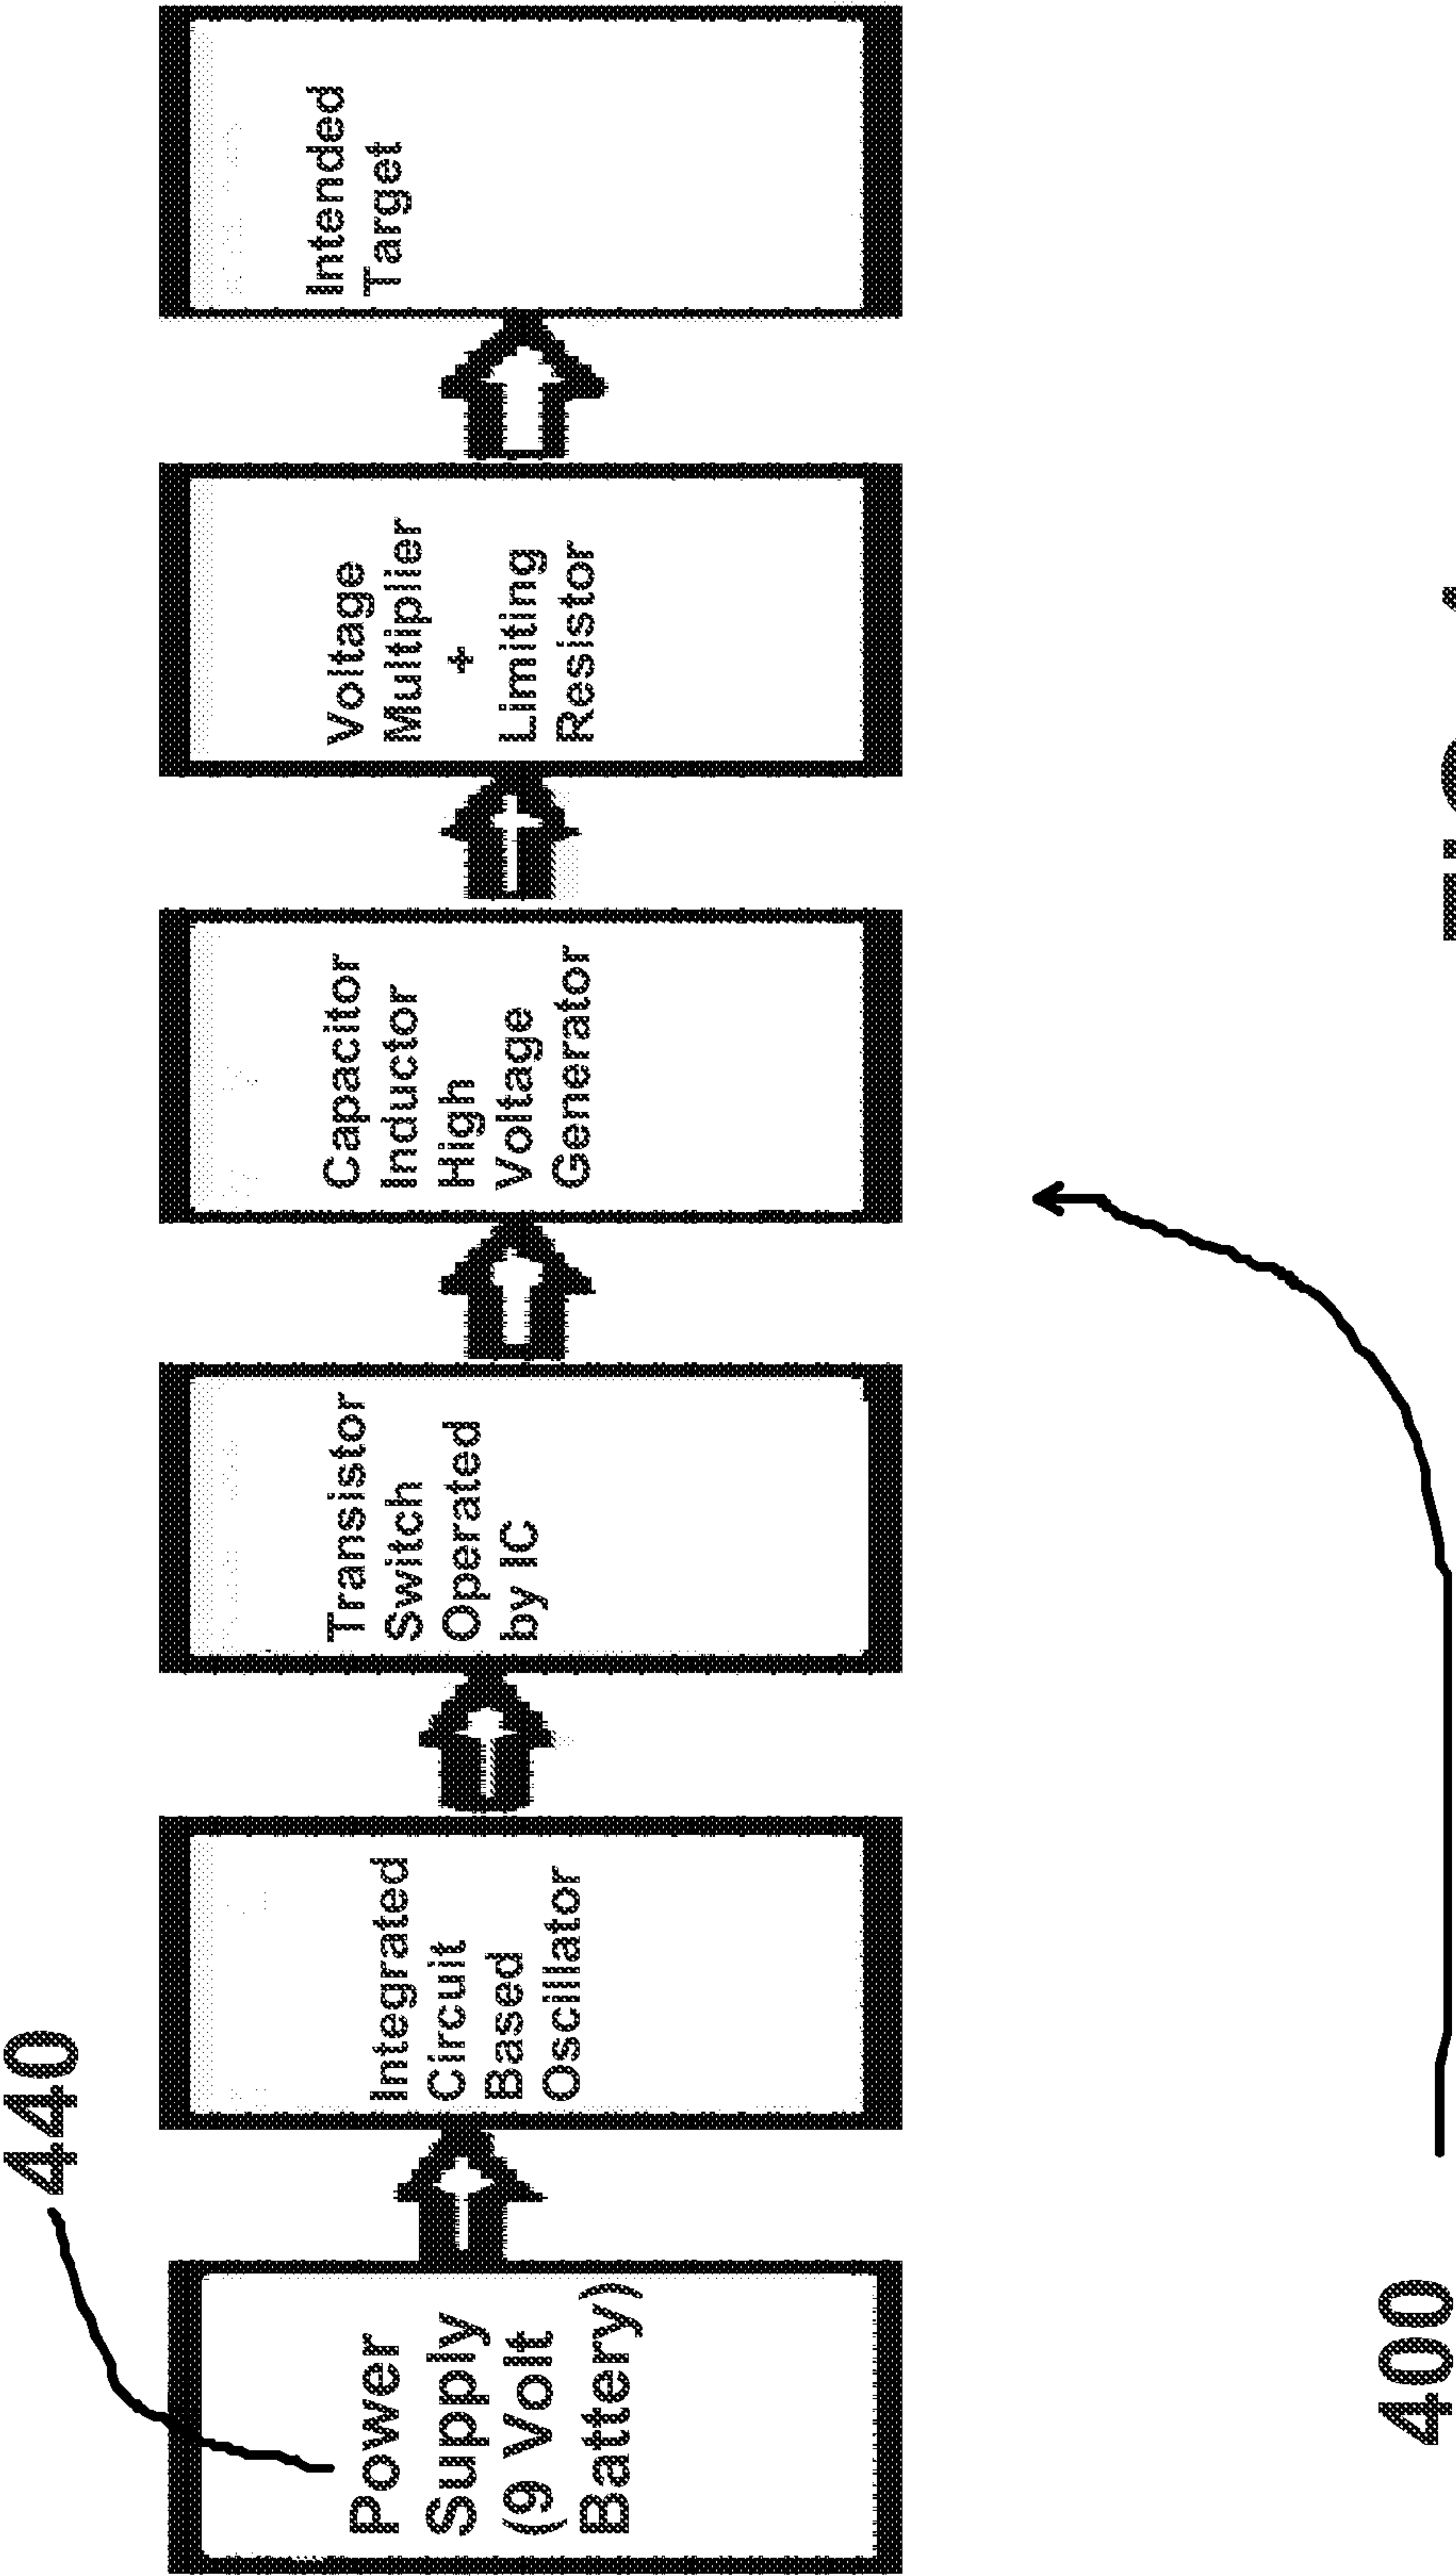 440
Power
Supply
(9 Volt
Battery)
Integrated
Circuit
Based
Oscillator
Transistor
Switch
Operated
by IC
Capacitor
Inductor
High
Voltage
Generator
Voltage
Multiplier
+
Limiting
Resistor
Intended
Target
400